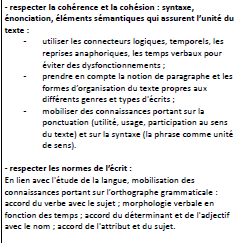 - respecter la cohérence et la cohésion : syntaxe,
énonciation, éléments sémantiques qui assurent l'unité du
texte :
- utiliser les connecteurs logiques, temporels, les
reprises anaphoriques, les temps verbaux pour
éviter des dysfonctionnements ;
- prendre en compte la notion de paragraphe et les
formes d'organisation du texte propres aux
différents genres et types d'écrits ;
- mobiliser des connaissances portant sur la
ponctuation (utilité, usage, participation au sens
du texte) et sur la syntaxe (la phrase comme unité
de sens).
- respecter les normes de l'écrit :
En lien avec l'étude de la langue, mobilisation des
connaissances portant sur l'orthographe grammaticale :
accord du verbe avec le sujet ; morphologie verbale en
fonction des temps ; accord du déterminant et de l'adjectif
avec le nom ; accord de l'attribut et du sujet.